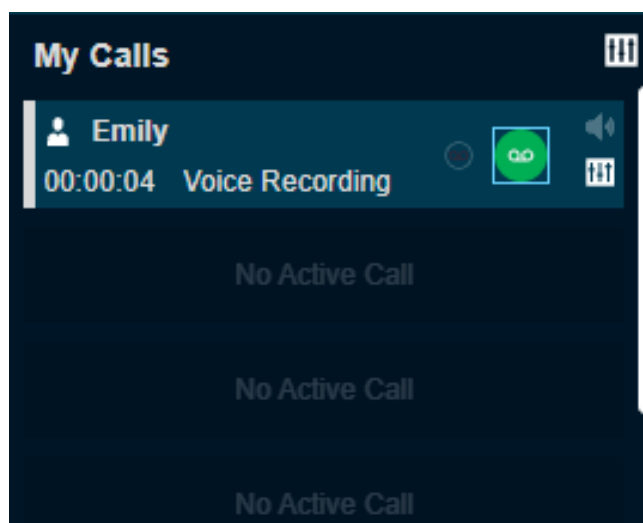 My Calls
Emily
00:00:04 Voice Recording
No Active Call
No Active Call
No Active Call